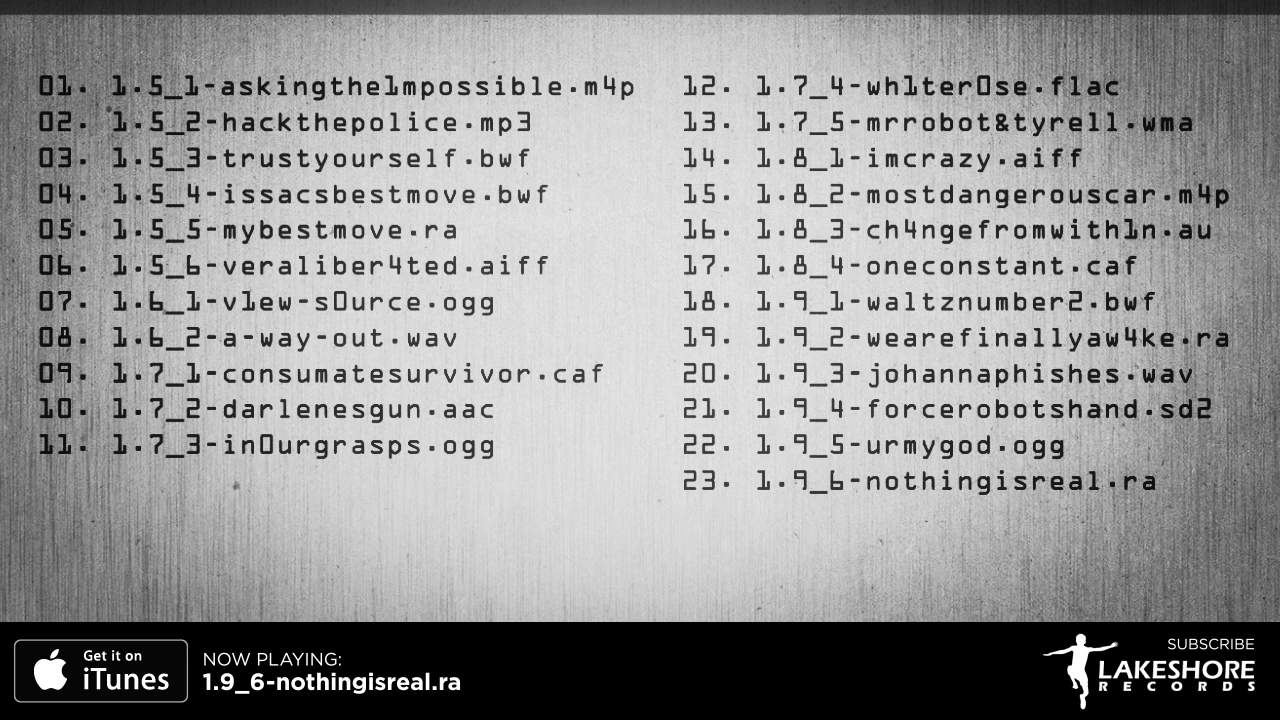 01. 1.5_1-askingthe1mpossible.m4p
02. 1.5_2-hackthepolice.mp3
03. 1.5_3-trustyourself.bwf
04. 1.5_4-issacsbestmove.bwf
05. 1.5_5-mybestmove.ra
06. 1.5_6-veraliber4ted.aiff
07. 1.6_1-v1ew-s0urce.ogg
08. 1.6_2-a-way-out.wav
09. 1.7_1-consumatesurvivor.caf
10. 1.7_2-darlenesgun.aac
11. 1.7_3-in0urgrasps.ogg
12. 1.7_4-wh1ter0se.flac
13. 1.7_5-mrrobot&tyrell.wma
14. 1.8_1-imcrazy.aiff
15. 1.8_2-mostdangerouscar.m4p
16. 1.8_3-ch4ngefromwith1n.au
17. 1.8_4-oneconstant.caf
18. 1.9_1-waltznumber2.bwf
19. 1.9_2-wearefinallyaw4ke.ra
20. 1.9_3-johannaphishes.wav
21. 1.9_4-forcerobotshand.sd2
22. 1.9_5-urmygod.ogg
23. 1.9_6-nothingisreal.ra
Get it on
iTunes
NOW PLAYING:
1.9_6-nothingisreal.ra
SUBSCRIBE
LAKESHORE
RECORDS